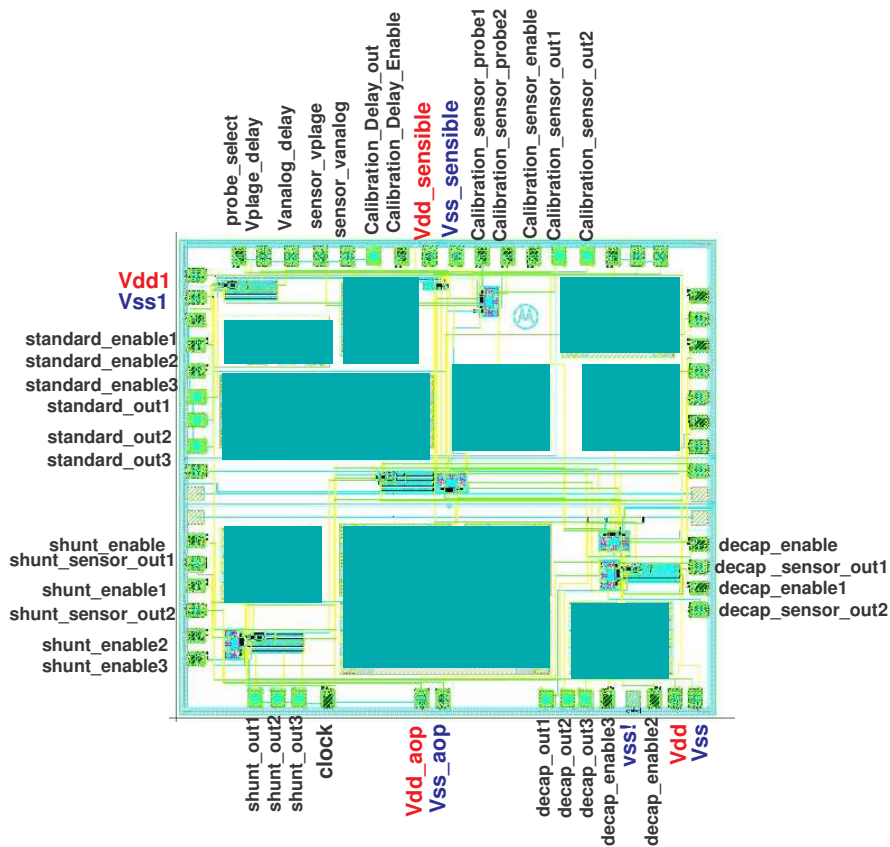 probe_select
Vplage_delay
Vanalog_delay
sensor_vplage
sensor_vanalog
Calibration_Delay_out
Calibration_Delay_Enable
Vdd_sensible
Vss_sensible
Calibration_sensor_probe1
Calibration_sensor_probe2
Calibration_sensor_enable
Calibration_sensor_out1
Calibration_sensor_out2
Vdd1
Vss1
standard_enable1
standard_enable2
standard_enable3
standard_out1
standard_out2
standard_out3
shunt_enable
shunt_sensor_out1
shunt_enable1
shunt_sensor_out2
shunt_enable2
shunt_enable3
decap_enable
decap _sensor_out1
decap_enable1
decap_sensor_out2
shunt_out1
shunt_out2
shunt_out3
clock
Vdd_aop
Vss_aop
decap_out1
decap_out2
decap_out3
decap_enable3
vss!
decap_enable2
Vdd
Vss